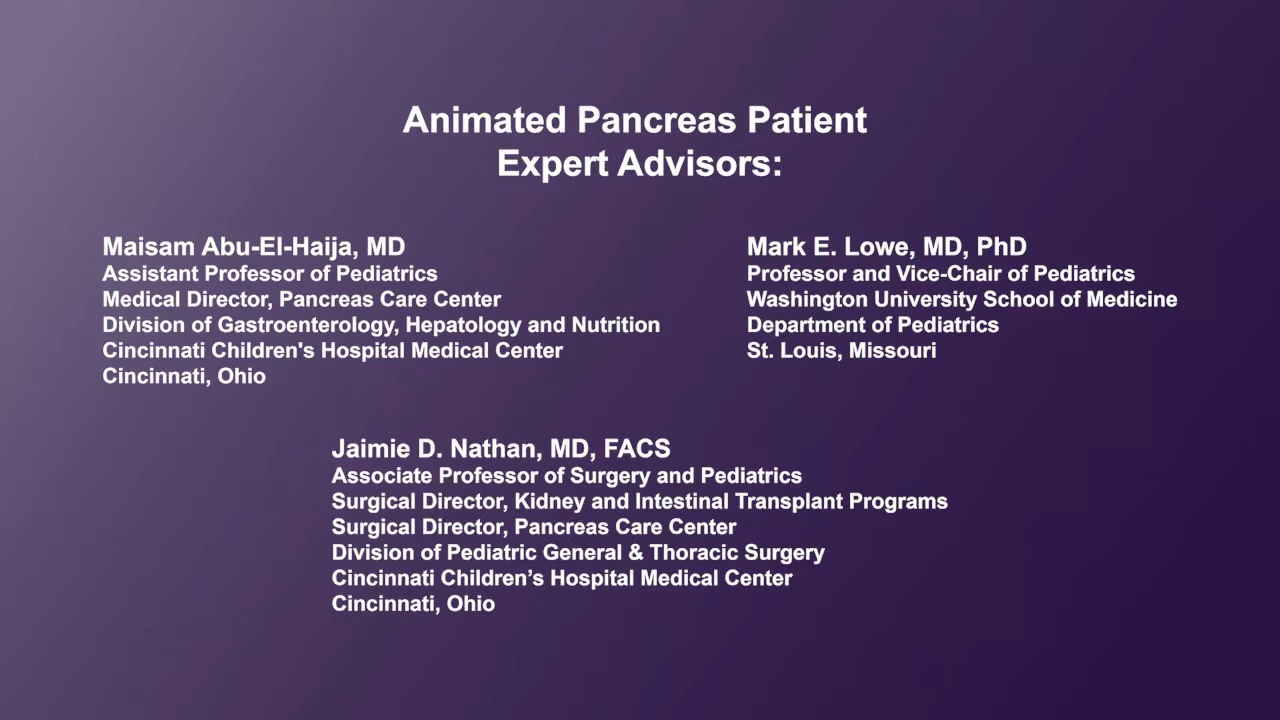 Animated Pancreas Patient
Expert Advisors:
Maisam Abu-El-Haija, MD
Assistant Professor of Pediatrics
Medical Director, Pancreas Care Center
Division of Gastroenterology, Hepatology and Nutrition
Cincinnati Children's Hospital Medical Center
Cincinnati, Ohio
Mark E. Lowe, MD, PhD
Professor and Vice-Chair of Pediatrics
Washington University School of Medicine
Department of Pediatrics
St. Louis, Missouri
Jaimie D. Nathan, MD, FACS
Associate Professor of Surgery and Pediatrics
Surgical Director, Kidney and Intestinal Transplant Programs
Surgical Director, Pancreas Care Center
Division of Pediatric General & Thoracic Surgery
Cincinnati Children’s Hospital Medical Center
Cincinnati, Ohio